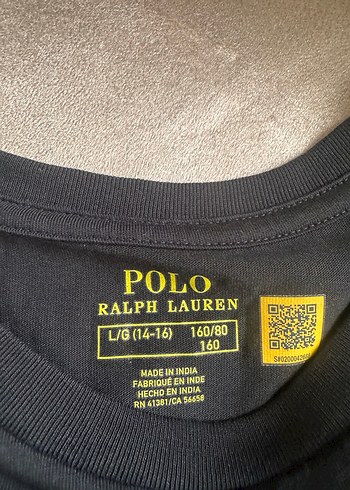 POLO
RALPH LAUREN
L/G (14-16) 160/80
160
MADE IN INDIA
FABRIQUÉ EN INDE
HECHO EN INDIA
RN 41381/CA 56658